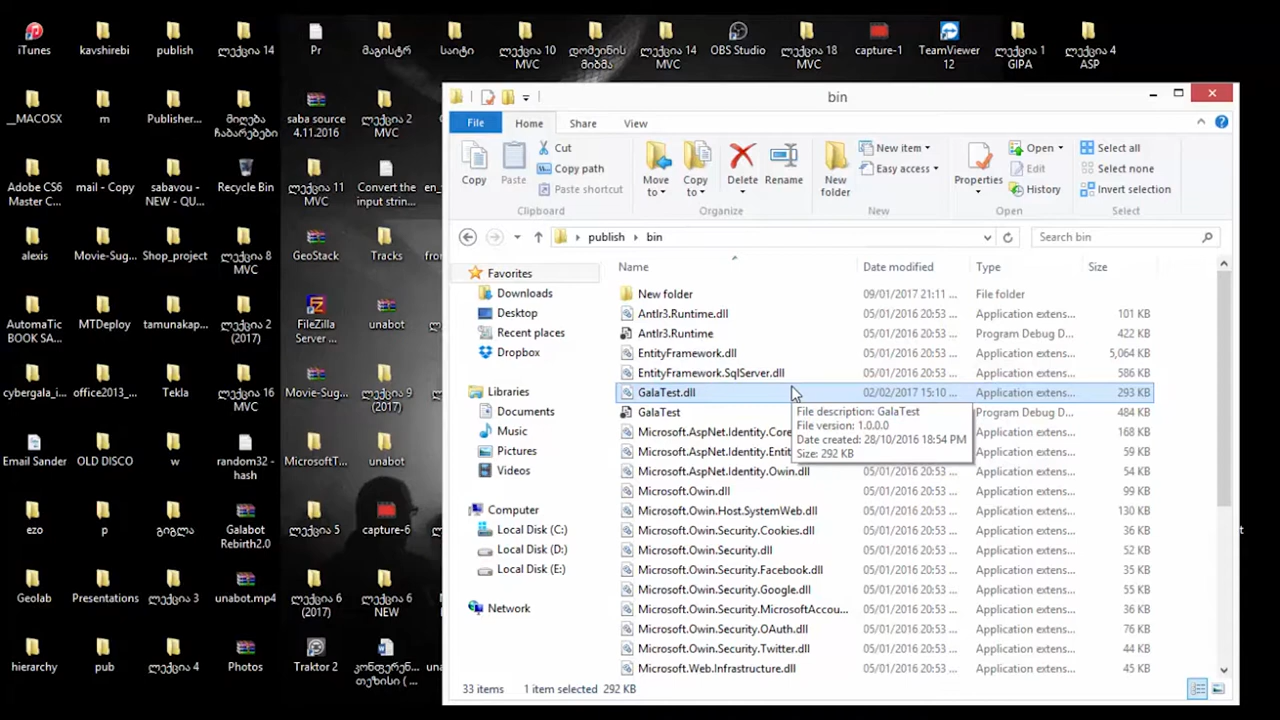 iTunes
kavshirebi
publish
ლექცია 14
Pr
მაგისტრ
საიტი
ლექცია 10
MVC
დომეინის
მიბმა
ლექცია 14
MVC
OBS Studio
ლექცია 18
MVC
capture-1
TeamViewer
12
ლექცია 1
GIPA
ლექცია 4
ASP
__MACOSX
m
Publisher...
მიღება
ჩაბარებები
saba source
4.11.2016
ლექცია 2
MVC
Adobe CS6
Master C...
mail - Copy
sabavou -
NEW - QU...
Recycle Bin
ლექცია 11
MVC
Convert the
input strin...
alexis
Movie-Sug...
Shop_project
ლექცია 8
MVC
GeoStack
Tracks
AutomaTic
BOOK SA...
MTDeploy
tamunakap...
ლექცია 2
(2017)
FileZilla
Server ...
unabot
cybergala_i...
office2013_...
Tekla
ლექცია 16
MVC
Movie-Sug...
ლექცია 9
(2017)
Email Sander
OLD DISCO
w
random32 -
hash
MicrosoftT...
unabot
ezo
p
გიგლა
Galabot
Rebirth2.0
ლექცია 5
capture-6
Geolab
Presentations
ლექცია 3
unabot.mp4
ლექცია 6
(2017)
ლექცია 6
NEW
hierarchy
pub
ლექცია 4
Photos
Traktor 2
კონფერენ...
თეზისი ( ...
bin
File
Home
Share
View
Copy
Paste
Cut
Copy path
Paste shortcut
Clipboard
Move
to
Copy
to
Delete
Rename
Organize
New
folder
New item
Easy access
New
Properties
Open
Edit
History
Open
Select all
Select none
Invert selection
Select
publish
bin
Search bin
Favorites
Downloads
Desktop
Recent places
Dropbox
Libraries
Documents
Music
Pictures
Videos
Computer
Local Disk (C:)
Local Disk (D:)
Local Disk (E:)
Network
Name Date modified Type Size
New folder 09/01/2017 21:11 ... File folder
Antlr3.Runtime.dll 05/01/2016 20:53 ... Application extens... 101 KB
Antlr3.Runtime 05/01/2016 20:53 ... Program Debug D... 422 KB
EntityFramework.dll 05/01/2016 20:53 ... Application extens... 5,064 KB
EntityFramework.SqlServer.dll 05/01/2016 20:53 ... Application extens... 586 KB
GalaTest.dll 02/02/2017 15:10 ... Application extens... 293 KB
GalaTest Program Debug D... 484 KB
Microsoft.AspNet.Identity.Core Application extens... 168 KB
Microsoft.AspNet.Identity.Entit Application extens...
Microsoft.AspNet.Identity.Owin.dll 05/01/2016 20:53 ... Application extens... 54 KB
Microsoft.Owin.dll 05/01/2016 20:53 ... Application extens... 99 KB
Microsoft.Owin.Host.SystemWeb.dll 05/01/2016 20:53 ... Application extens... 130 KB
Microsoft.Owin.Security.Cookies.dll 05/01/2016 20:53 ... Application extens... 36 KB
Microsoft.Owin.Security.dll 05/01/2016 20:53 ... Application extens... 52 KB
Microsoft.Owin.Security.Facebook.dll 05/01/2016 20:53 ... Application extens... 36 KB
Microsoft.Owin.Security.Google.dll 05/01/2016 20:53 ... Application extens... 55 KB
Microsoft.Owin.Security.MicrosoftAccou... 05/01/2016 20:53 ... Application extens... 36 KB
Microsoft.Owin.Security.OAuth.dll 05/01/2016 20:53 ... Application extens... 76 KB
Microsoft.Owin.Security.Twitter.dll 05/01/2016 20:53 ... Application extens... 44 KB
Microsoft.Web.Infrastructure.dll 05/01/2016 20:53 ... Application extens... 45 KB
File description: GalaTest
File version: 1.0.0.0
Date created: 28/10/2016 18:54 PM
Size: 292 KB
33 items 1 item selected 292 KB